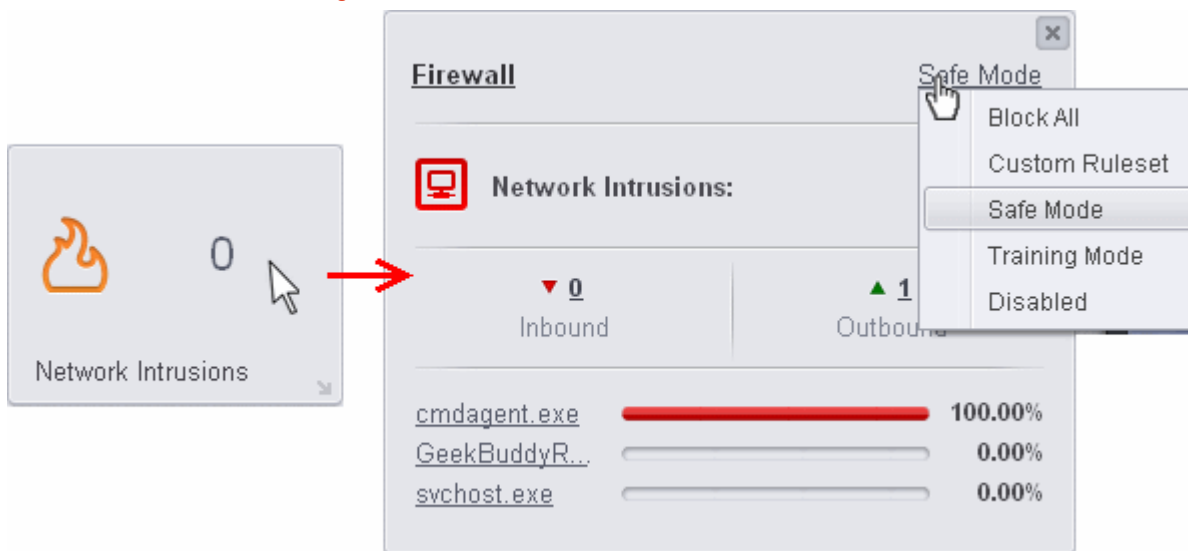 0
Network Intrusions
Firewall
Safe Mode
Block All
Custom Ruleset
Safe Mode
Training Mode
Disabled
Network Intrusions:
0
Inbound
1
Outbound
cmdagent.exe 100.00%
GeekBuddyR... 0.00%
svchost.exe 0.00%